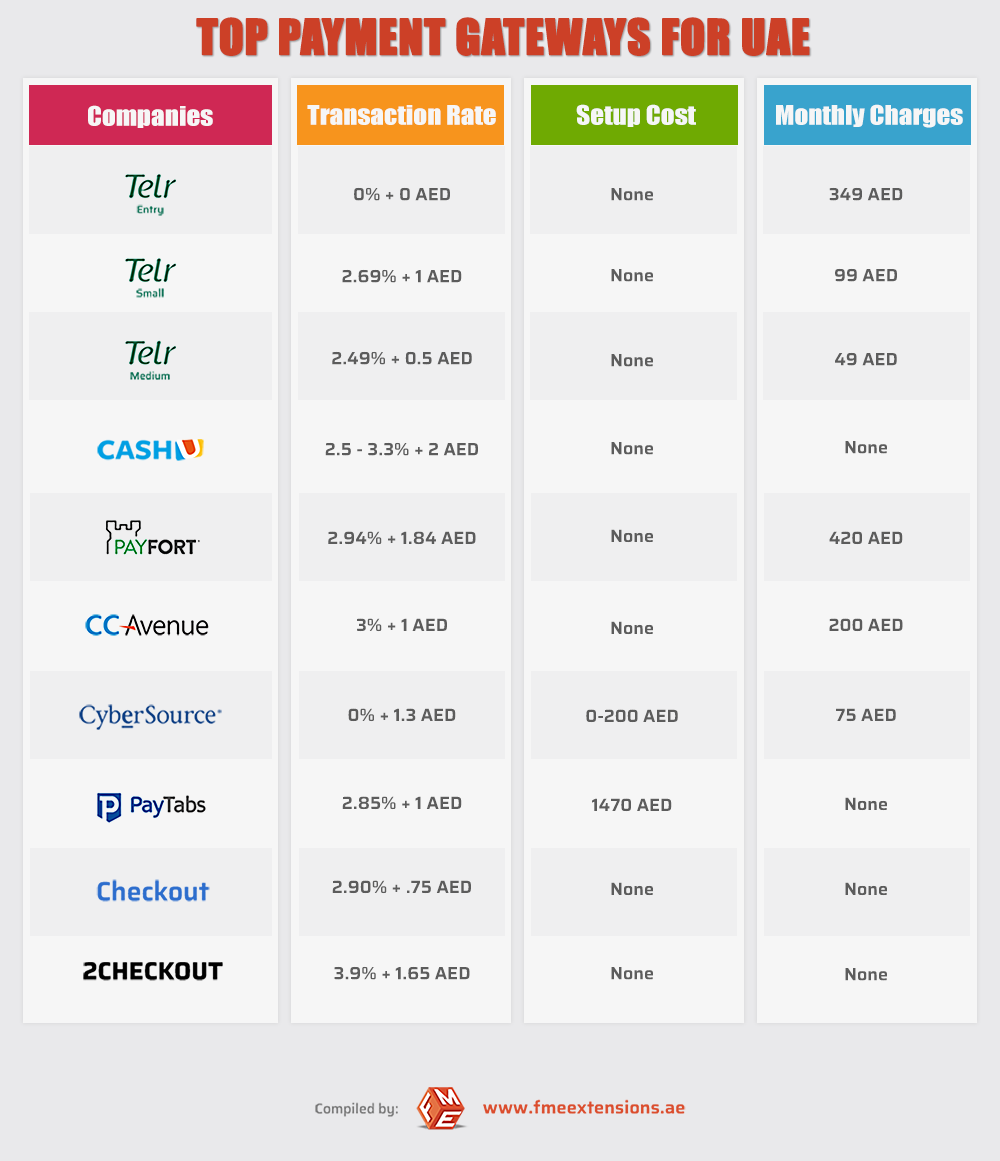 TOP PAYMENT GATEWAYS FOR UAE
Companies Transaction Rate Setup Cost Monthly Charges
Telr Entry 0% + 0 AED None 349 AED
Telr Small 2.69% + 1 AED None 99 AED
Telr Medium 2.49% + 0.5 AED None 49 AED
CASHU 2.5 - 3.3% + 2 AED None None
PAYFORT 2.94% + 1.84 AED None 420 AED
CCAvenue 3% + 1 AED None 200 AED
CyberSource® 0% + 1.3 AED 0-200 AED 75 AED
P PayTabs 2.85% + 1 AED 1470 AED None
Checkout 2.90% + .75 AED None None
2CHECKOUT 3.9% + 1.65 AED None None
Compiled by: FME www.fmeextensions.ae